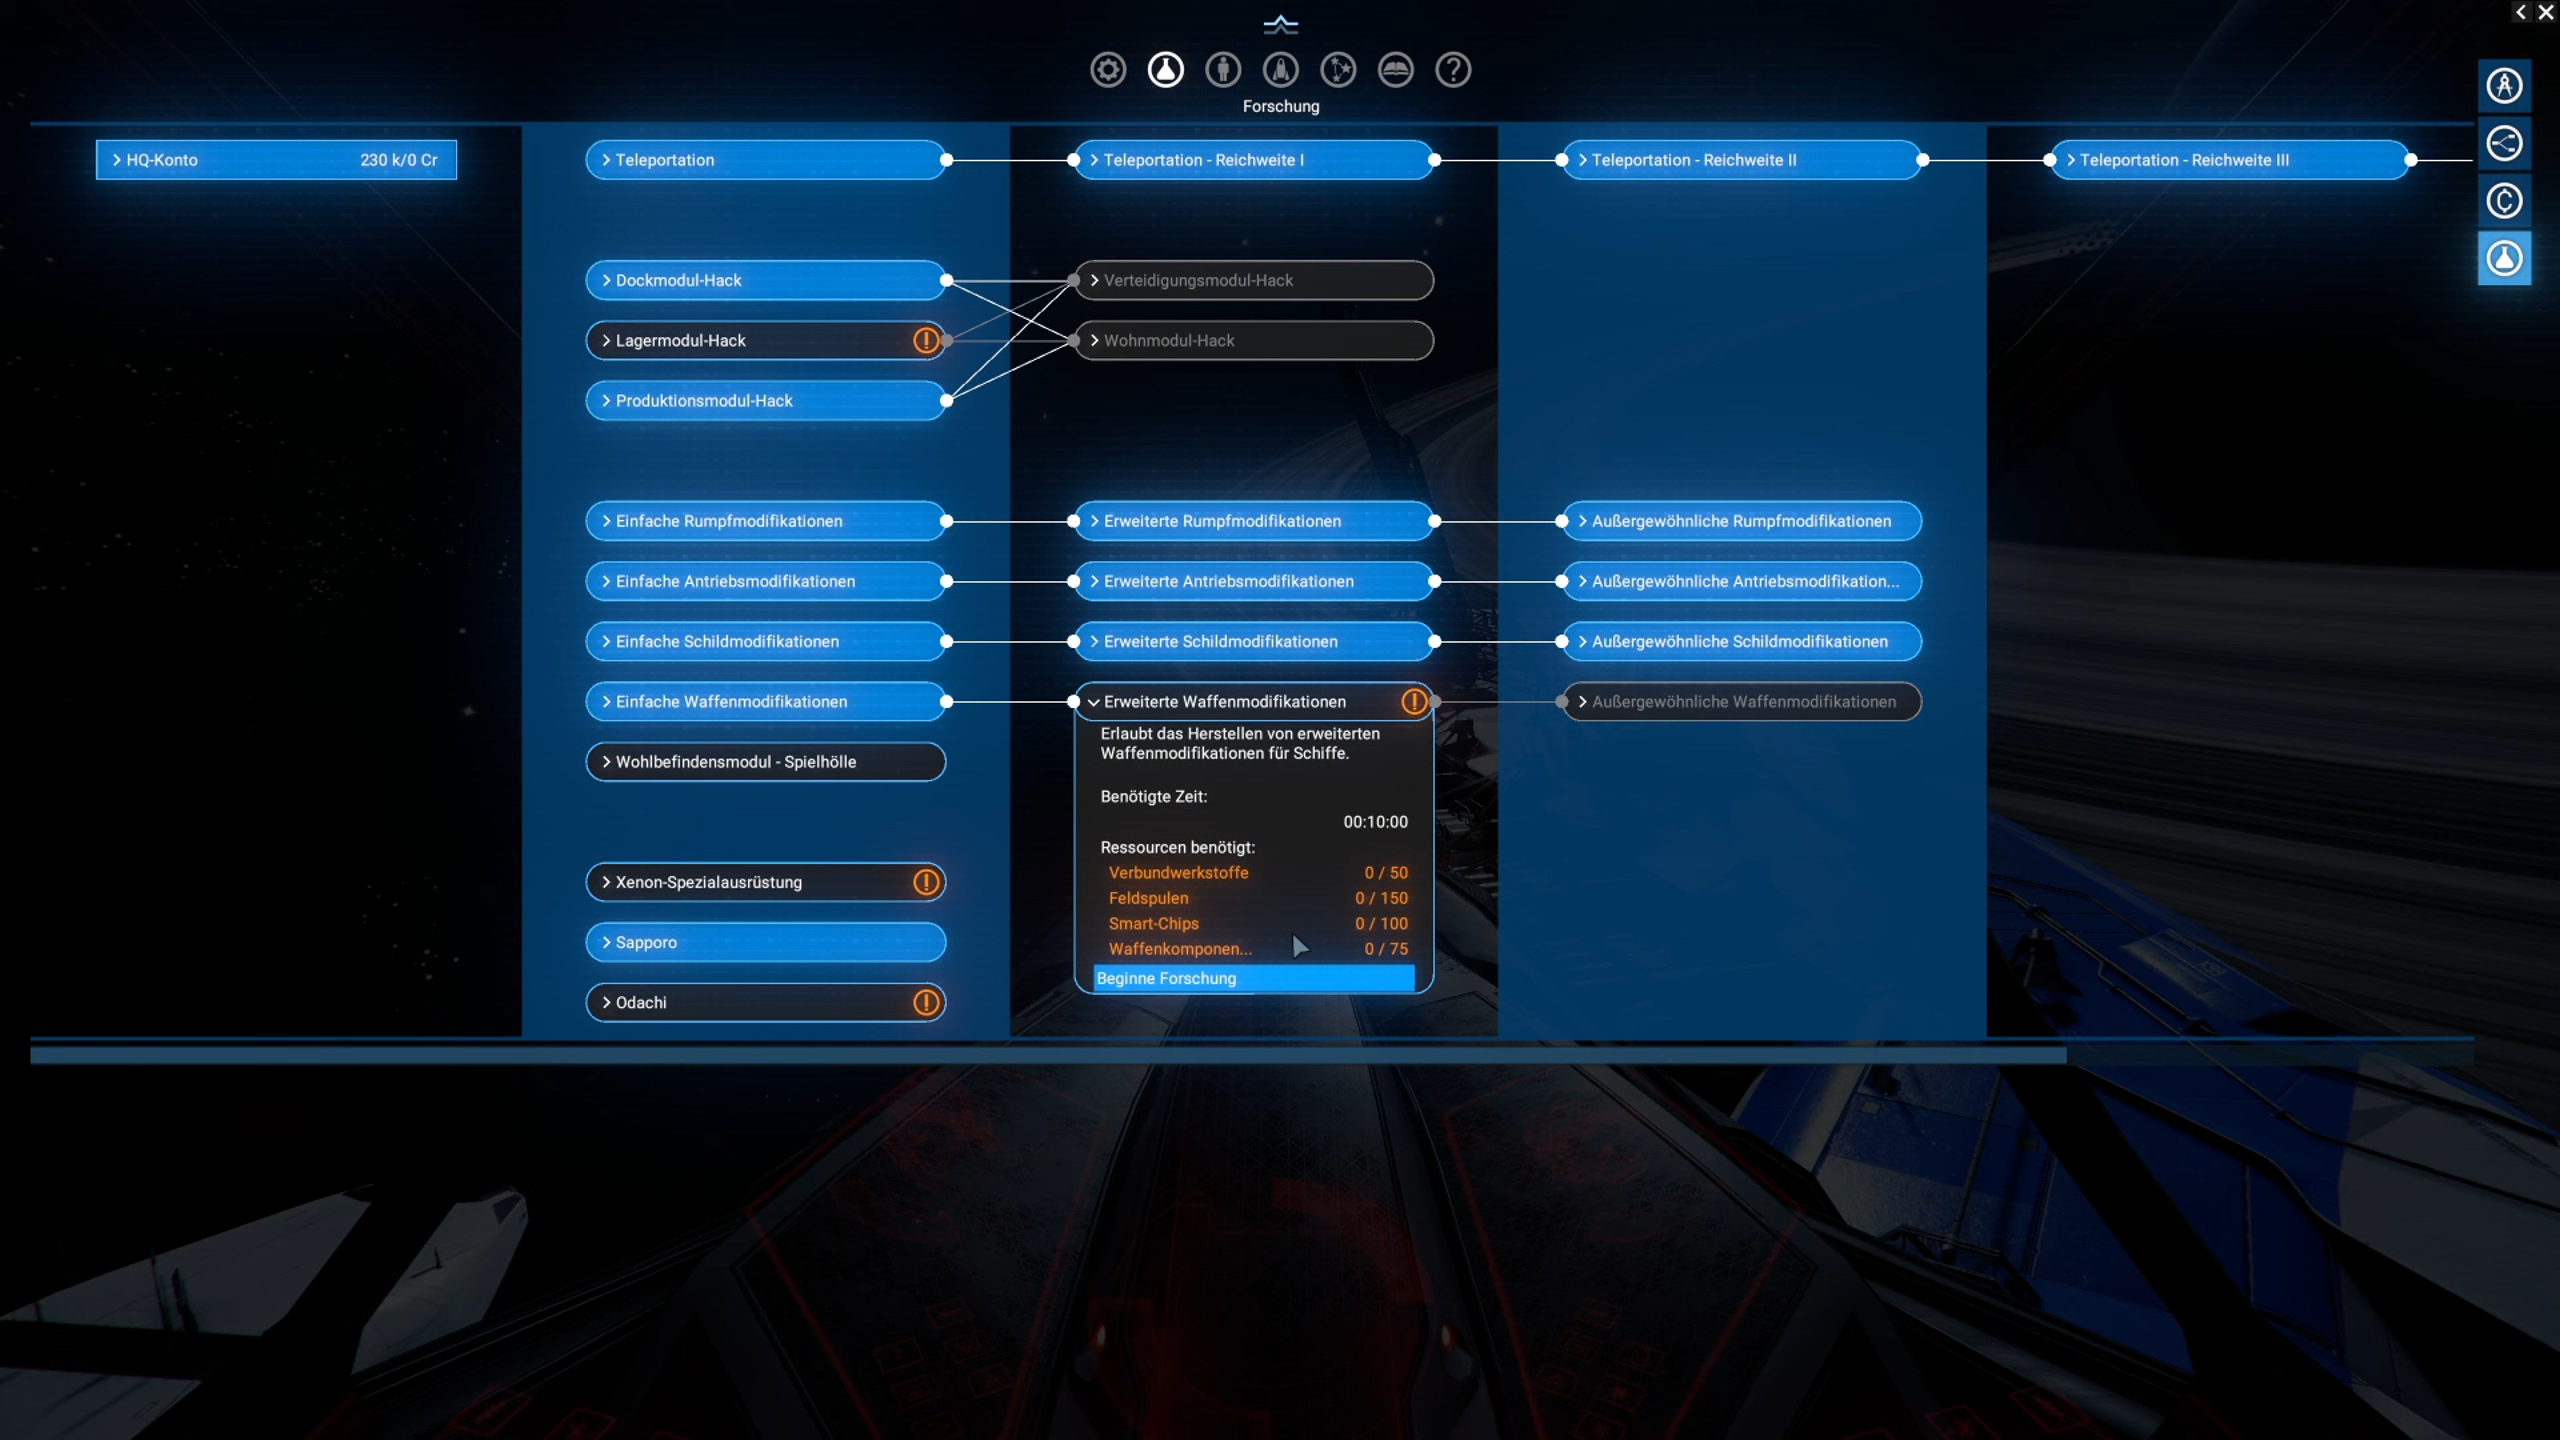 Forschung
HQ-Konto 230 k/0 Cr
Teleportation
Teleportation - Reichweite I
Teleportation - Reichweite II
Teleportation - Reichweite III
Dockmodul-Hack
Verteidigungsmodul-Hack
Lagermodul-Hack
Wohnmodul-Hack
Produktionsmodul-Hack
Einfache Rumpfmodifikationen
Erweiterte Rumpfmodifikationen
Außergewöhnliche Rumpfmodifikationen
Einfache Antriebsmodifikationen
Erweiterte Antriebsmodifikationen
Außergewöhnliche Antriebsmodifikation...
Einfache Schildmodifikationen
Erweiterte Schildmodifikationen
Außergewöhnliche Schildmodifikationen
Einfache Waffenmodifikationen
Erweiterte Waffenmodifikationen
Außergewöhnliche Waffenmodifikationen
Erlaubt das Herstellen von erweiterten
Waffenmodifikationen für Schiffe.
Benötigte Zeit:
00:10:00
Ressourcen benötigt:
Verbundwerkstoffe 0 / 50
Feldspulen 0 / 150
Smart-Chips 0 / 100
Waffenkomponen... 0 / 75
Beginne Forschung
Wohlbefindensmodul - Spielhölle
Xenon-Spezialausrüstung
Sapporo
Odachi